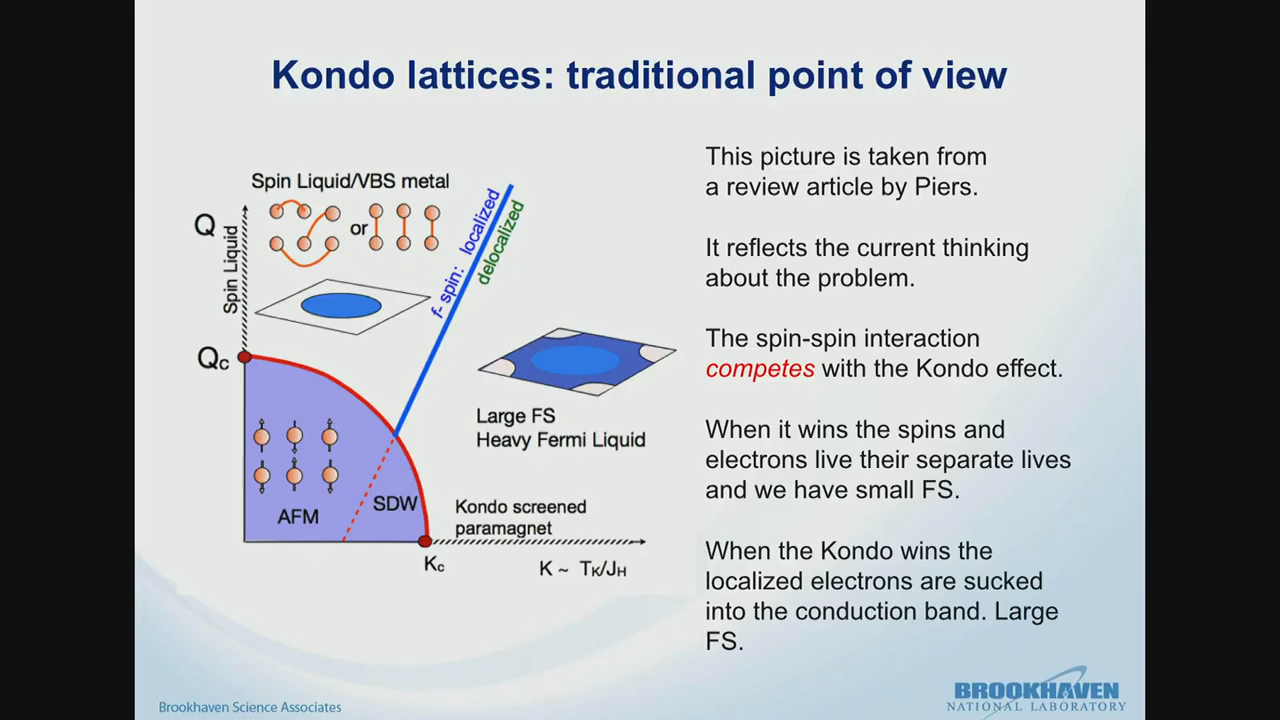 Kondo lattices: traditional point of view
Spin Liquid/VBS metal
Q
Spin Liquid
or
f- spin: localized
delocalized
Qc
AFM
SDW
Large FS
Heavy Fermi Liquid
Kondo screened
paramagnet
Kc
K ~ TK/JH
This picture is taken from
a review article by Piers.
It reflects the current thinking
about the problem.
The spin-spin interaction
competes with the Kondo effect.
When it wins the spins and
electrons live their separate lives
and we have small FS.
When the Kondo wins the
localized electrons are sucked
into the conduction band. Large
FS.
Brookhaven Science Associates
BROOKHAVEN
NATIONAL LABORATORY